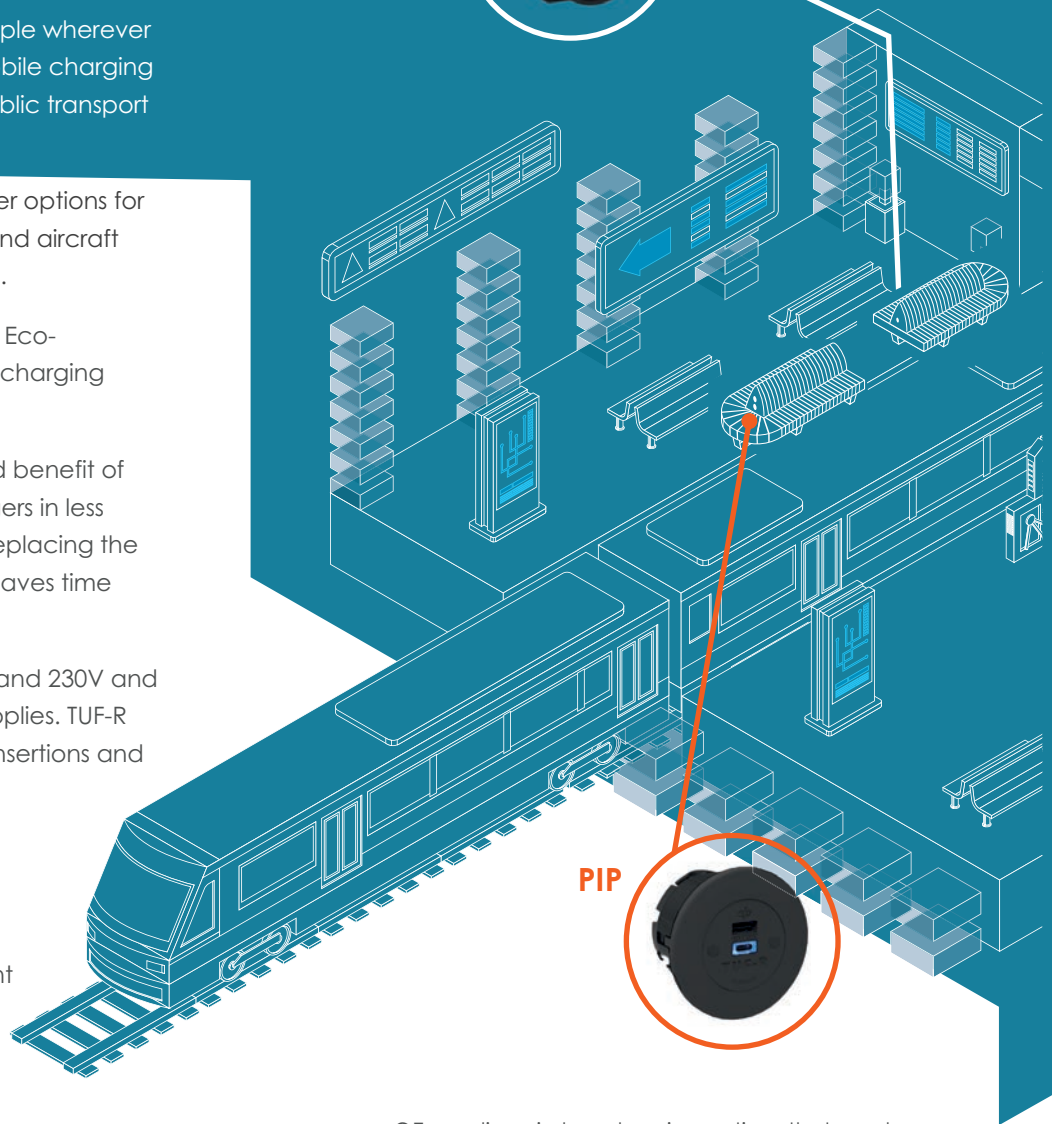 ple wherever
bile charging
blic transport
er options for
nd aircraft
.
Eco-
charging
d benefit of
ers in less
eplacing the
aves time
and 230V and
pplies. TUF-R
nsertions and
nt
PIP